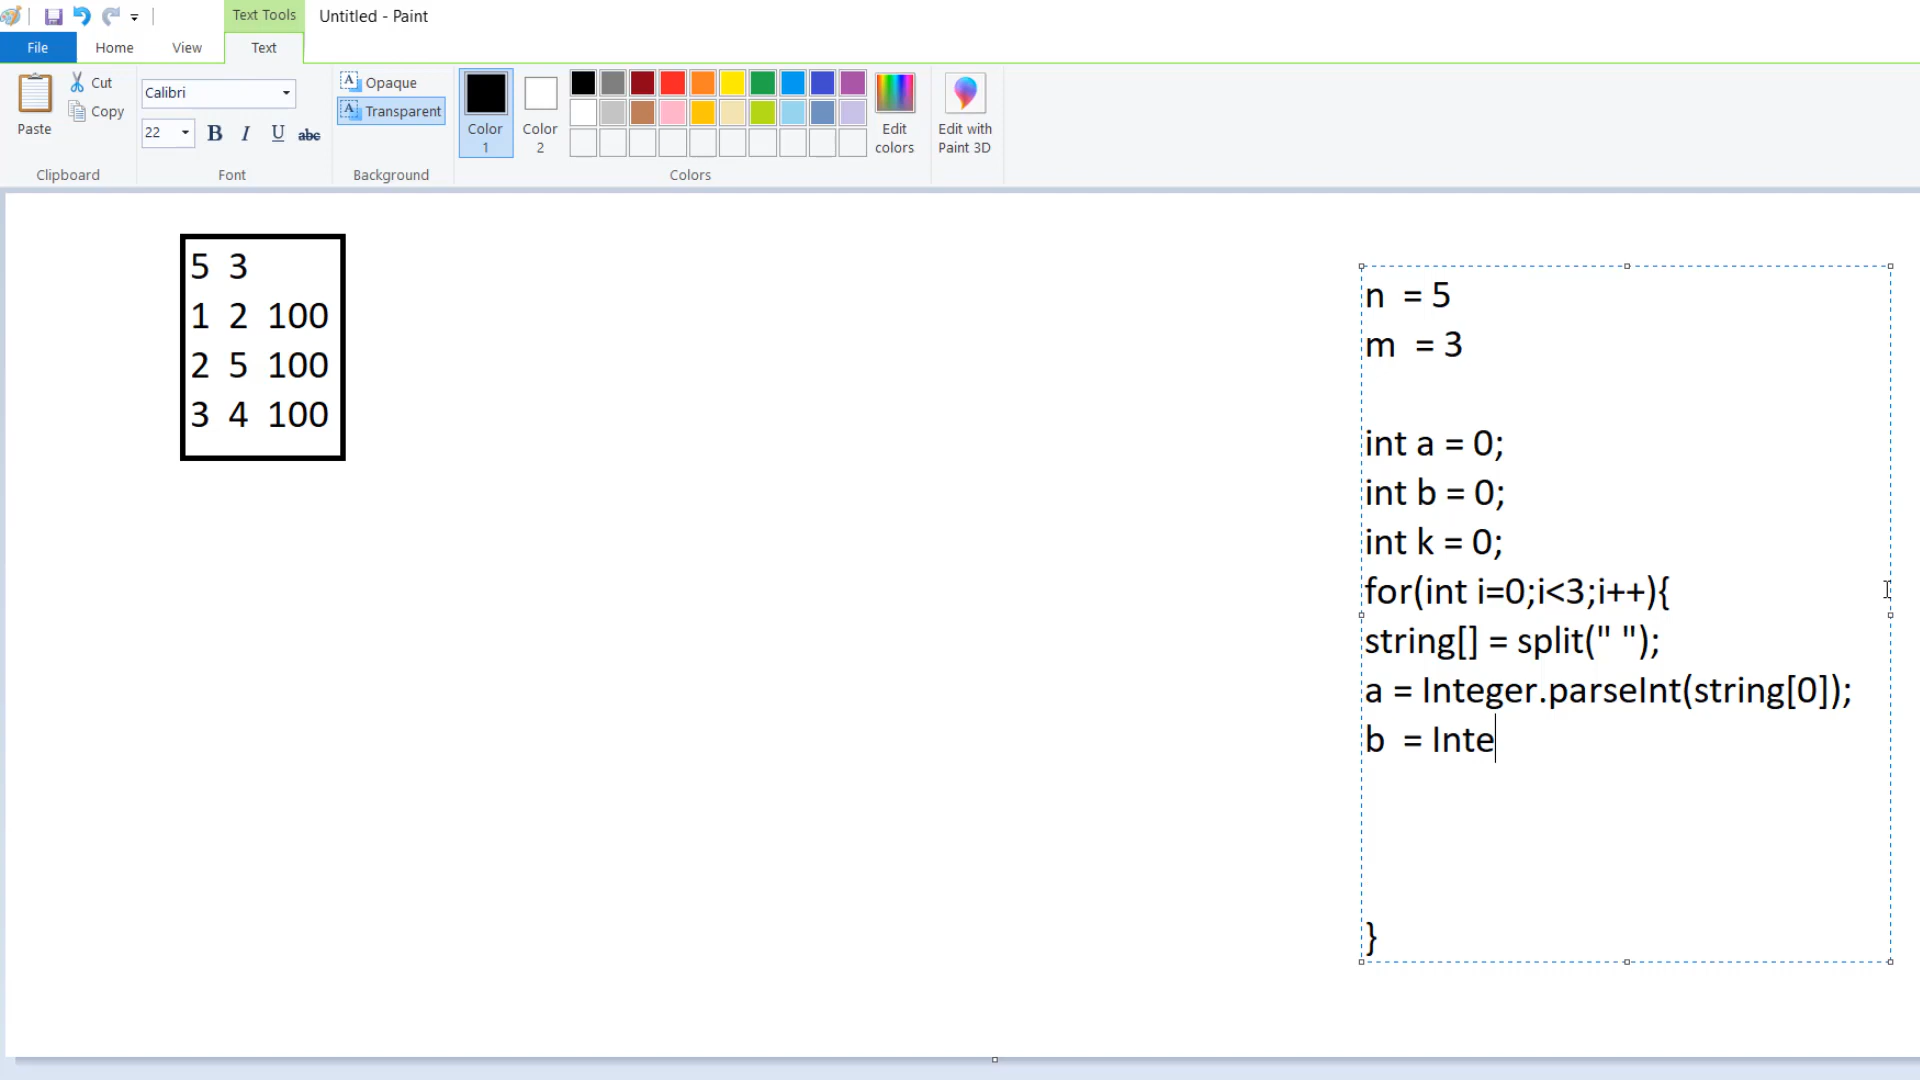 Text Tools
Untitled - Paint
File
Home
View
Text
Paste
Cut
Copy
Clipboard
Calibri
22
B I U abc
Font
Opaque
Transparent
Background
Color 1
Color 2
Colors
Edit colors
Edit with Paint 3D
5 3
1 2 100
2 5 100
3 4 100
n = 5
m = 3
int a = 0;
int b = 0;
int k = 0;
for(int i=0;i<3;i++){
string[] = split(" ");
a = Integer.parseInt(string[0]);
b = Inte
}